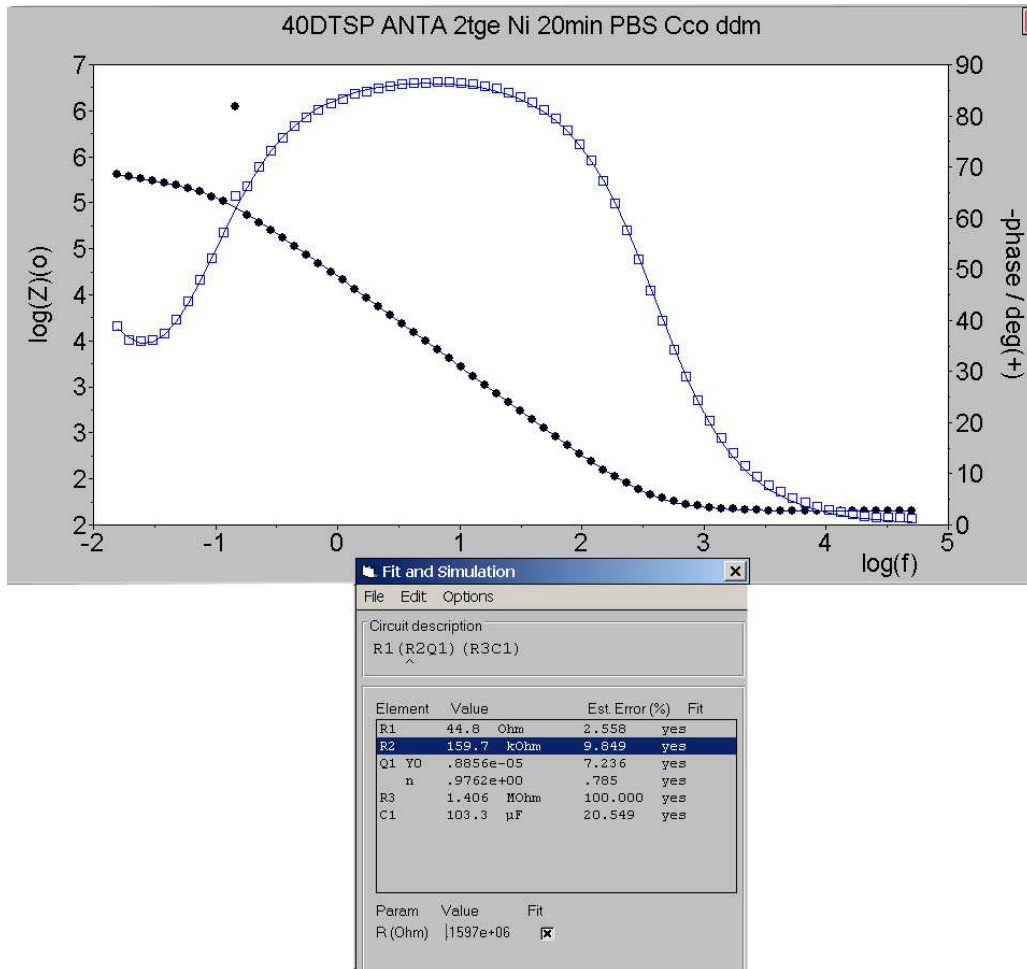 40DTSP ANTA 2tge Ni 20min PBS Cco ddm
7
6
6
5
5
4
4
3
3
2
2
log(Z)(o)
90
80
70
60
50
40
30
20
10
0
-phase / deg(+)
-2
-1
0
1
2
3
4
5
log(f)
Fit and Simulation
File Edit Options
Circuit description
R1(R2Q1)(R3C1)
^
Element Value Est. Error (%) Fit
R1 44.8 Ohm 2.558 yes
R2 159.7 kOhm 9.849 yes
Q1 Y0 .8856e-05 7.236 yes
n .9762e+00 .785 yes
R3 1.406 MOhm 100.000 yes
C1 103.3 µF 20.549 yes
Param Value Fit
R (Ohm) .1597e+06